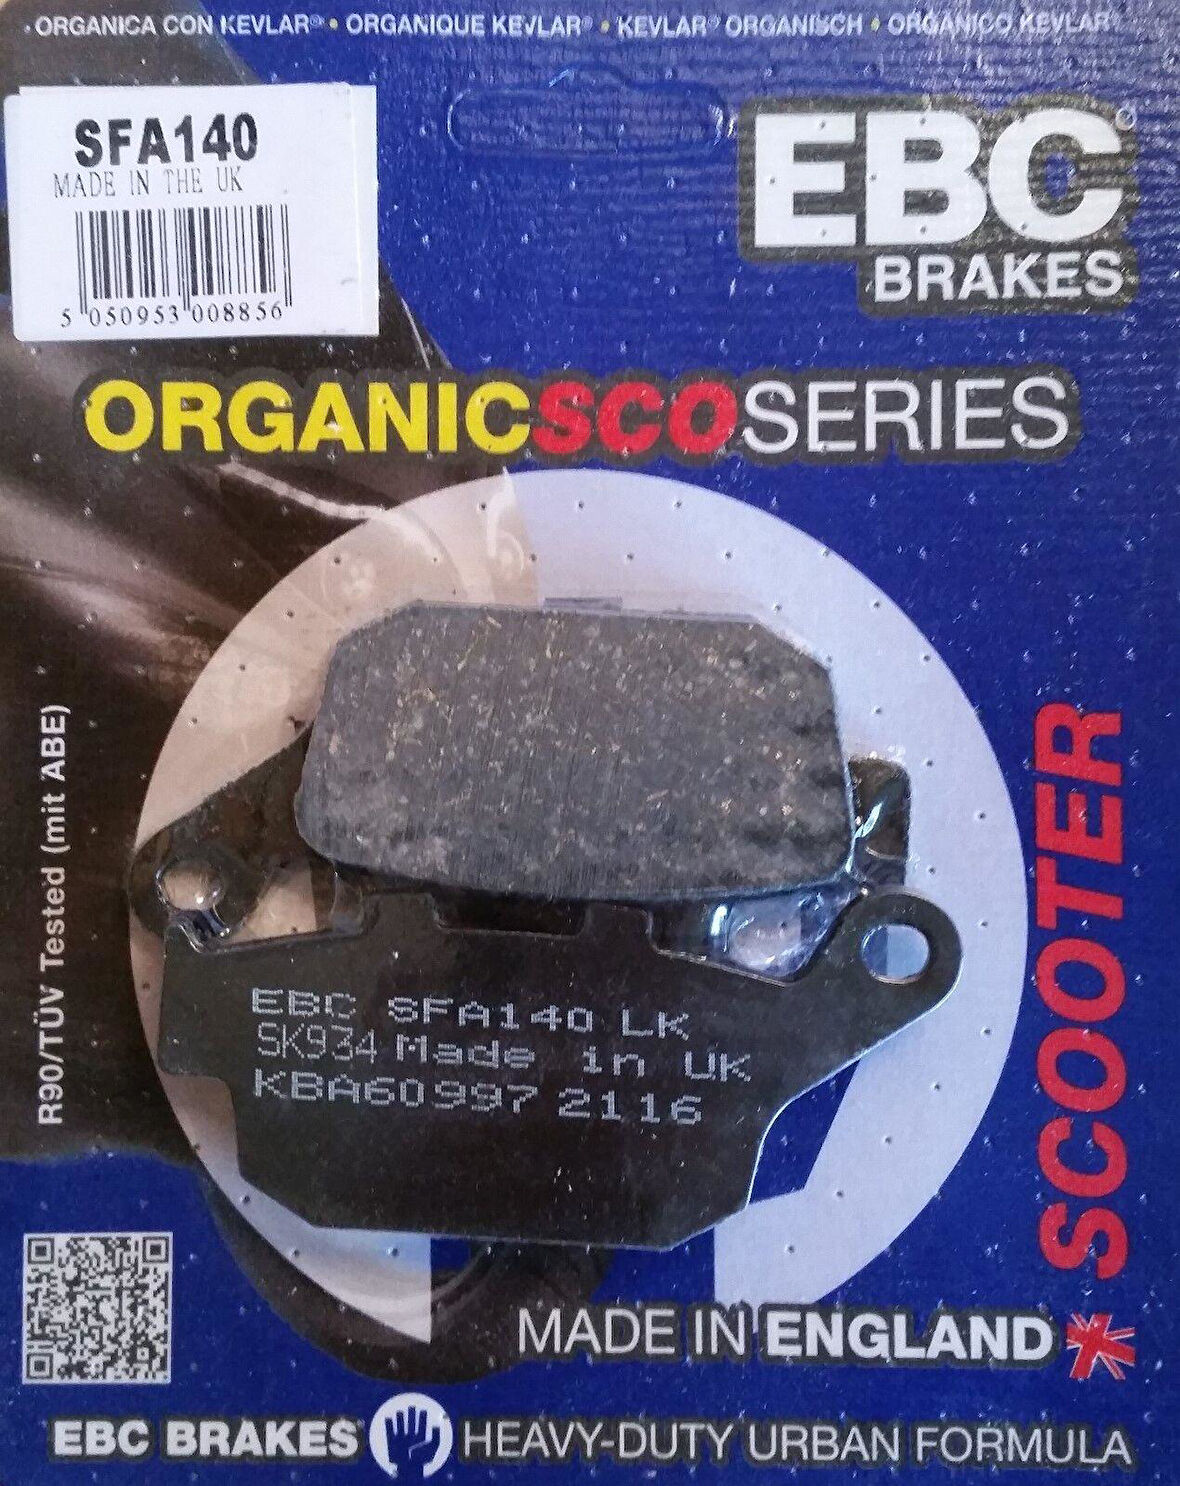 • ORGANICA CON KEVLAR® • ORGANIQUE KEVLAR® • KEVLAR® ORGANISCH • ORGANICO KEVLAR®
SFA140
MADE IN THE UK
5 050953 008856
EBC
BRAKES
ORGANICSCOSERIES
R90/TÜV Tested (mit ABE)
SCOOTER
EBC SFA140 LK
SK934 Made in UK
KBA60997 2116
MADE IN ENGLAND
EBC BRAKES HEAVY-DUTY URBAN FORMULA